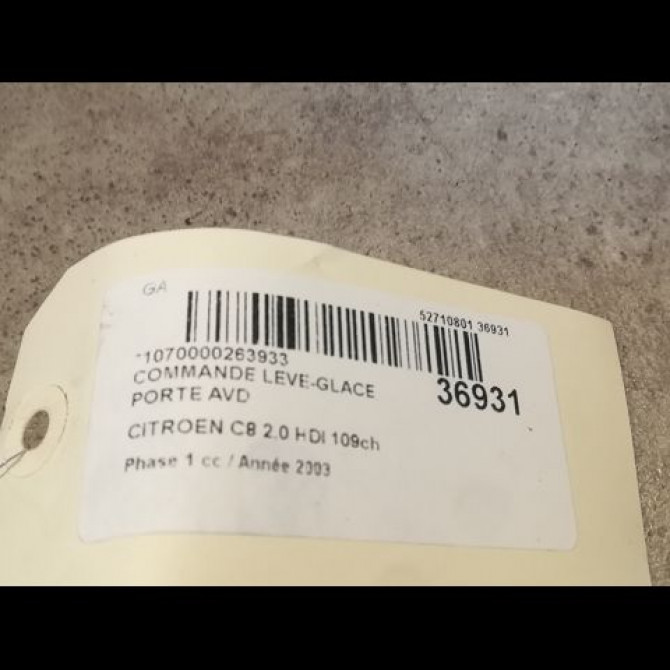 GA
52710801 36931
*1070000263933
COMMANDE LEVE-GLACE
PORTE AVD
36931
CITROEN C8 2.0 HDI 109ch
Phase 1 cc / Année 2003